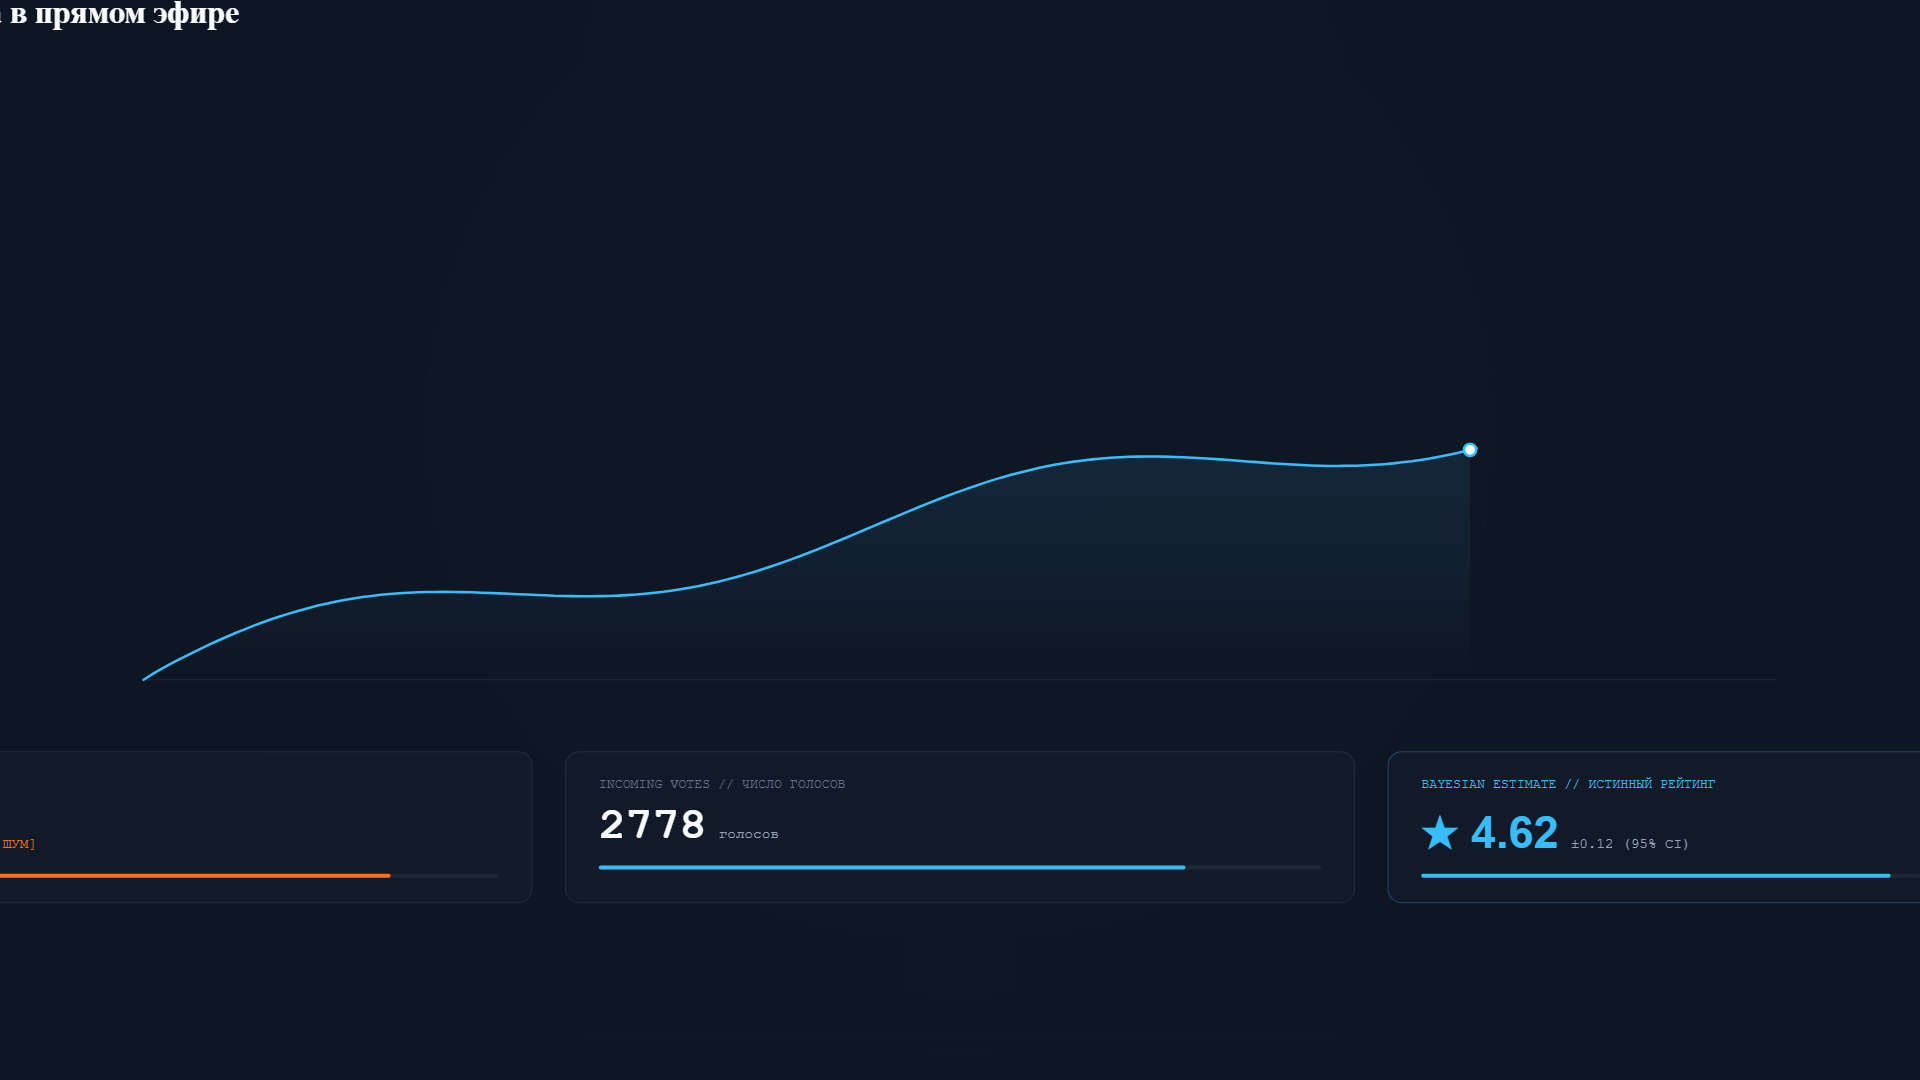 в прямом эфире
ШУМ]
INCOMING VOTES // ЧИСЛО ГОЛОСОВ
2778 голосов
BAYESIAN ESTIMATE // ИСТИННЫЙ РЕЙТИНГ
★ 4.62 ±0.12 (95% CI)